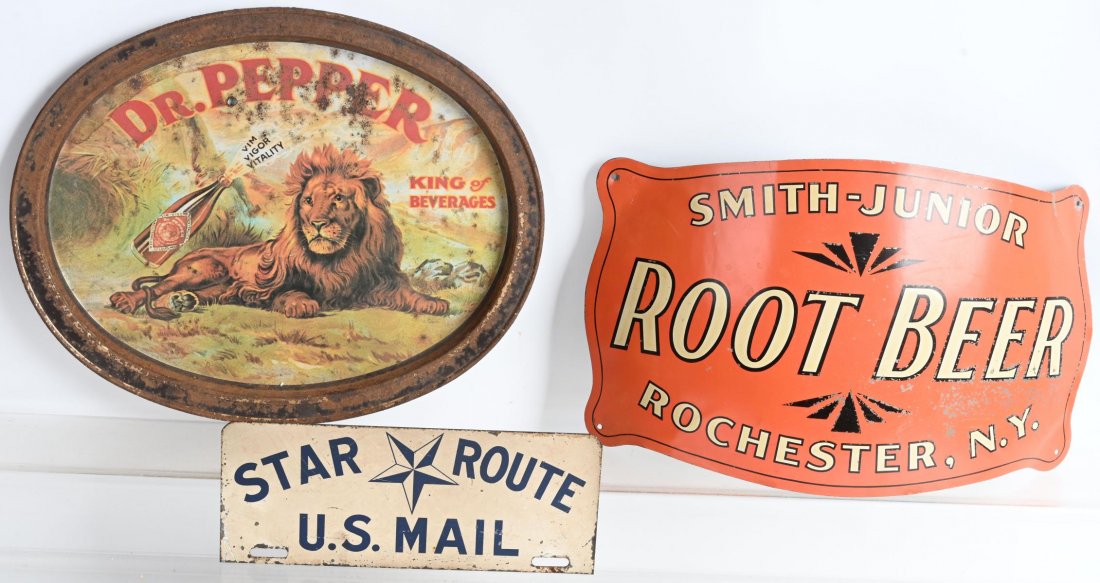 DR. PEPPER
VIM
VIGOR
VITALITY
KING of
BEVERAGES
SMITH-JUNIOR
ROOT BEER
ROCHESTER, N.Y.
STAR ROUTE
U.S. MAIL